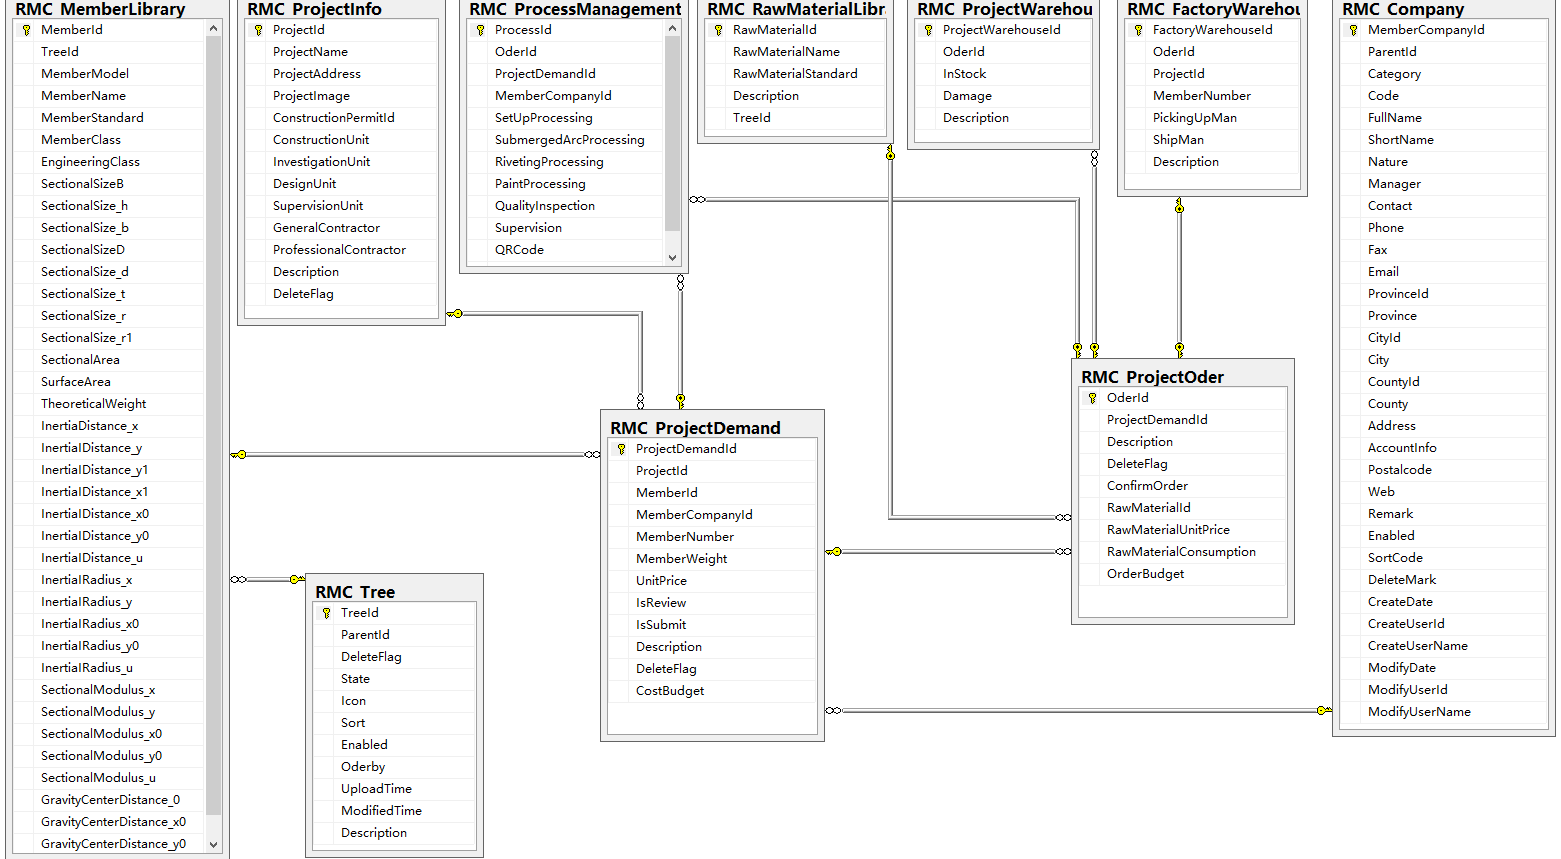 RMC_MemberLibrary
MemberId
TreeId
MemberModel
MemberName
MemberStandard
MemberClass
EngineeringClass
SectionalSizeB
SectionalSize_h
SectionalSize_b
SectionalSizeD
SectionalSize_d
SectionalSize_t
SectionalSize_r
SectionalSize_r1
SectionalArea
SurfaceArea
TheoreticalWeight
InertiaDistance_x
InertialDistance_y
InertialDistance_y1
InertialDistance_x1
InertialDistance_x0
InertialDistance_y0
InertialDistance_u
InertialRadius_x
InertialRadius_y
InertialRadius_x0
InertialRadius_y0
InertialRadius_u
SectionalModulus_x
SectionalModulus_y
SectionalModulus_x0
SectionalModulus_y0
SectionalModulus_u
GravityCenterDistance_0
GravityCenterDistance_x0
GravityCenterDistance_y0
RMC_ProjectInfo
ProjectId
ProjectName
ProjectAddress
ProjectImage
ConstructionPermitId
ConstructionUnit
InvestigationUnit
DesignUnit
SupervisionUnit
GeneralContractor
ProfessionalContractor
Description
DeleteFlag
RMC_ProcessManagement
ProcessId
OderId
ProjectDemandId
MemberCompanyId
SetUpProcessing
SubmergedArcProcessing
RivetingProcessing
PaintProcessing
QualityInspection
Supervision
QRCode
RMC_RawMaterialLibr
RawMaterialId
RawMaterialName
RawMaterialStandard
Description
TreeId
RMC_ProjectWarehou
ProjectWarehouseId
OderId
InStock
Damage
Description
RMC_FactoryWarehou
FactoryWarehouseId
OderId
ProjectId
MemberNumber
PickingUpMan
ShipMan
Description
RMC_Company
MemberCompanyId
ParentId
Category
Code
FullName
ShortName
Nature
Manager
Contact
Phone
Fax
Email
ProvinceId
Province
CityId
City
CountyId
County
Address
AccountInfo
Postalcode
Web
Remark
Enabled
SortCode
DeleteMark
CreateDate
CreateUserId
CreateUserName
ModifyDate
ModifyUserId
ModifyUserName
RMC_ProjectOder
OderId
ProjectDemandId
Description
DeleteFlag
ConfirmOrder
RawMaterialId
RawMaterialUnitPrice
RawMaterialConsumption
OrderBudget
RMC_ProjectDemand
ProjectDemandId
ProjectId
MemberId
MemberCompanyId
MemberNumber
MemberWeight
UnitPrice
IsReview
IsSubmit
Description
DeleteFlag
CostBudget
RMC_Tree
TreeId
ParentId
DeleteFlag
State
Icon
Sort
Enabled
Oderby
UploadTime
ModifiedTime
Description